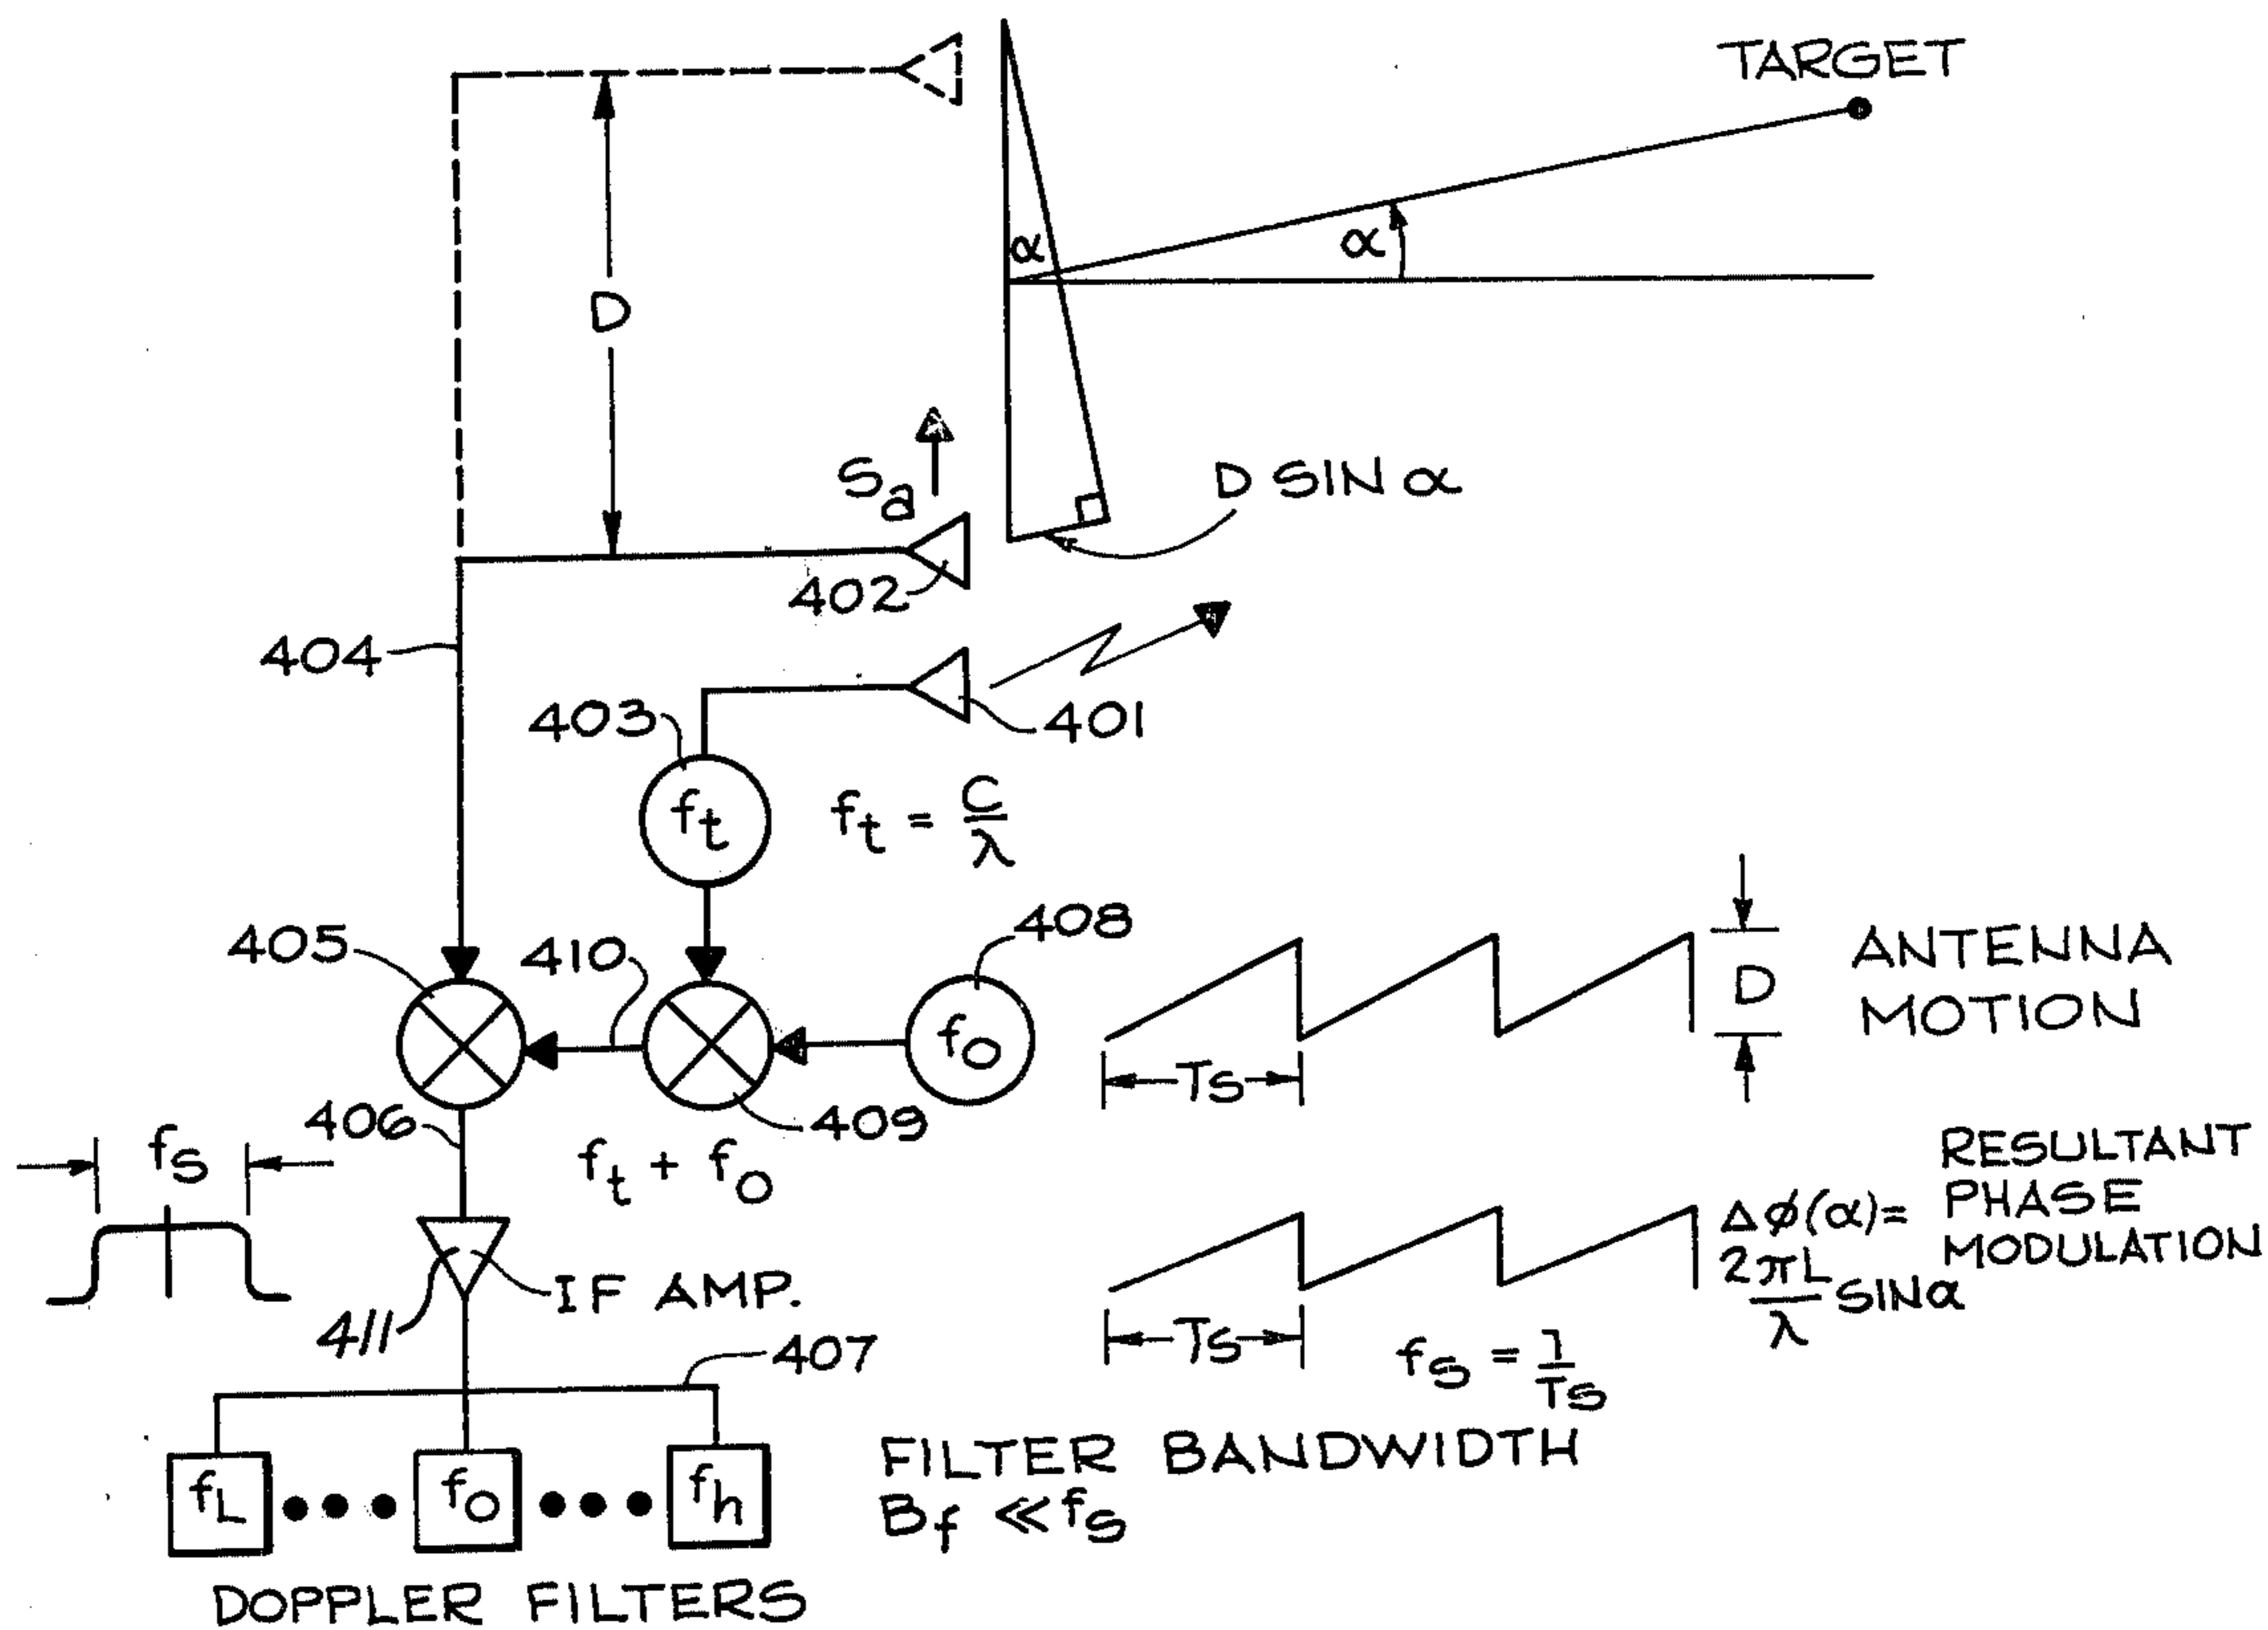 TARGET
α
α
D
Sa
D SIN α
402
404
401
403
ft
ft = C/λ
408
405
410
fo
D
ANTENNA
MOTION
TS
409
406
fS
ft + fo
RESULTANT
PHASE
MODULATION
Δϕ(α)=
2πL/λ SINα
IF AMP.
411
TS
fS = 1/TS
407
fL
fo
fh
FILTER BANDWIDTH
Bf ≪ fS
DOPPLER FILTERS